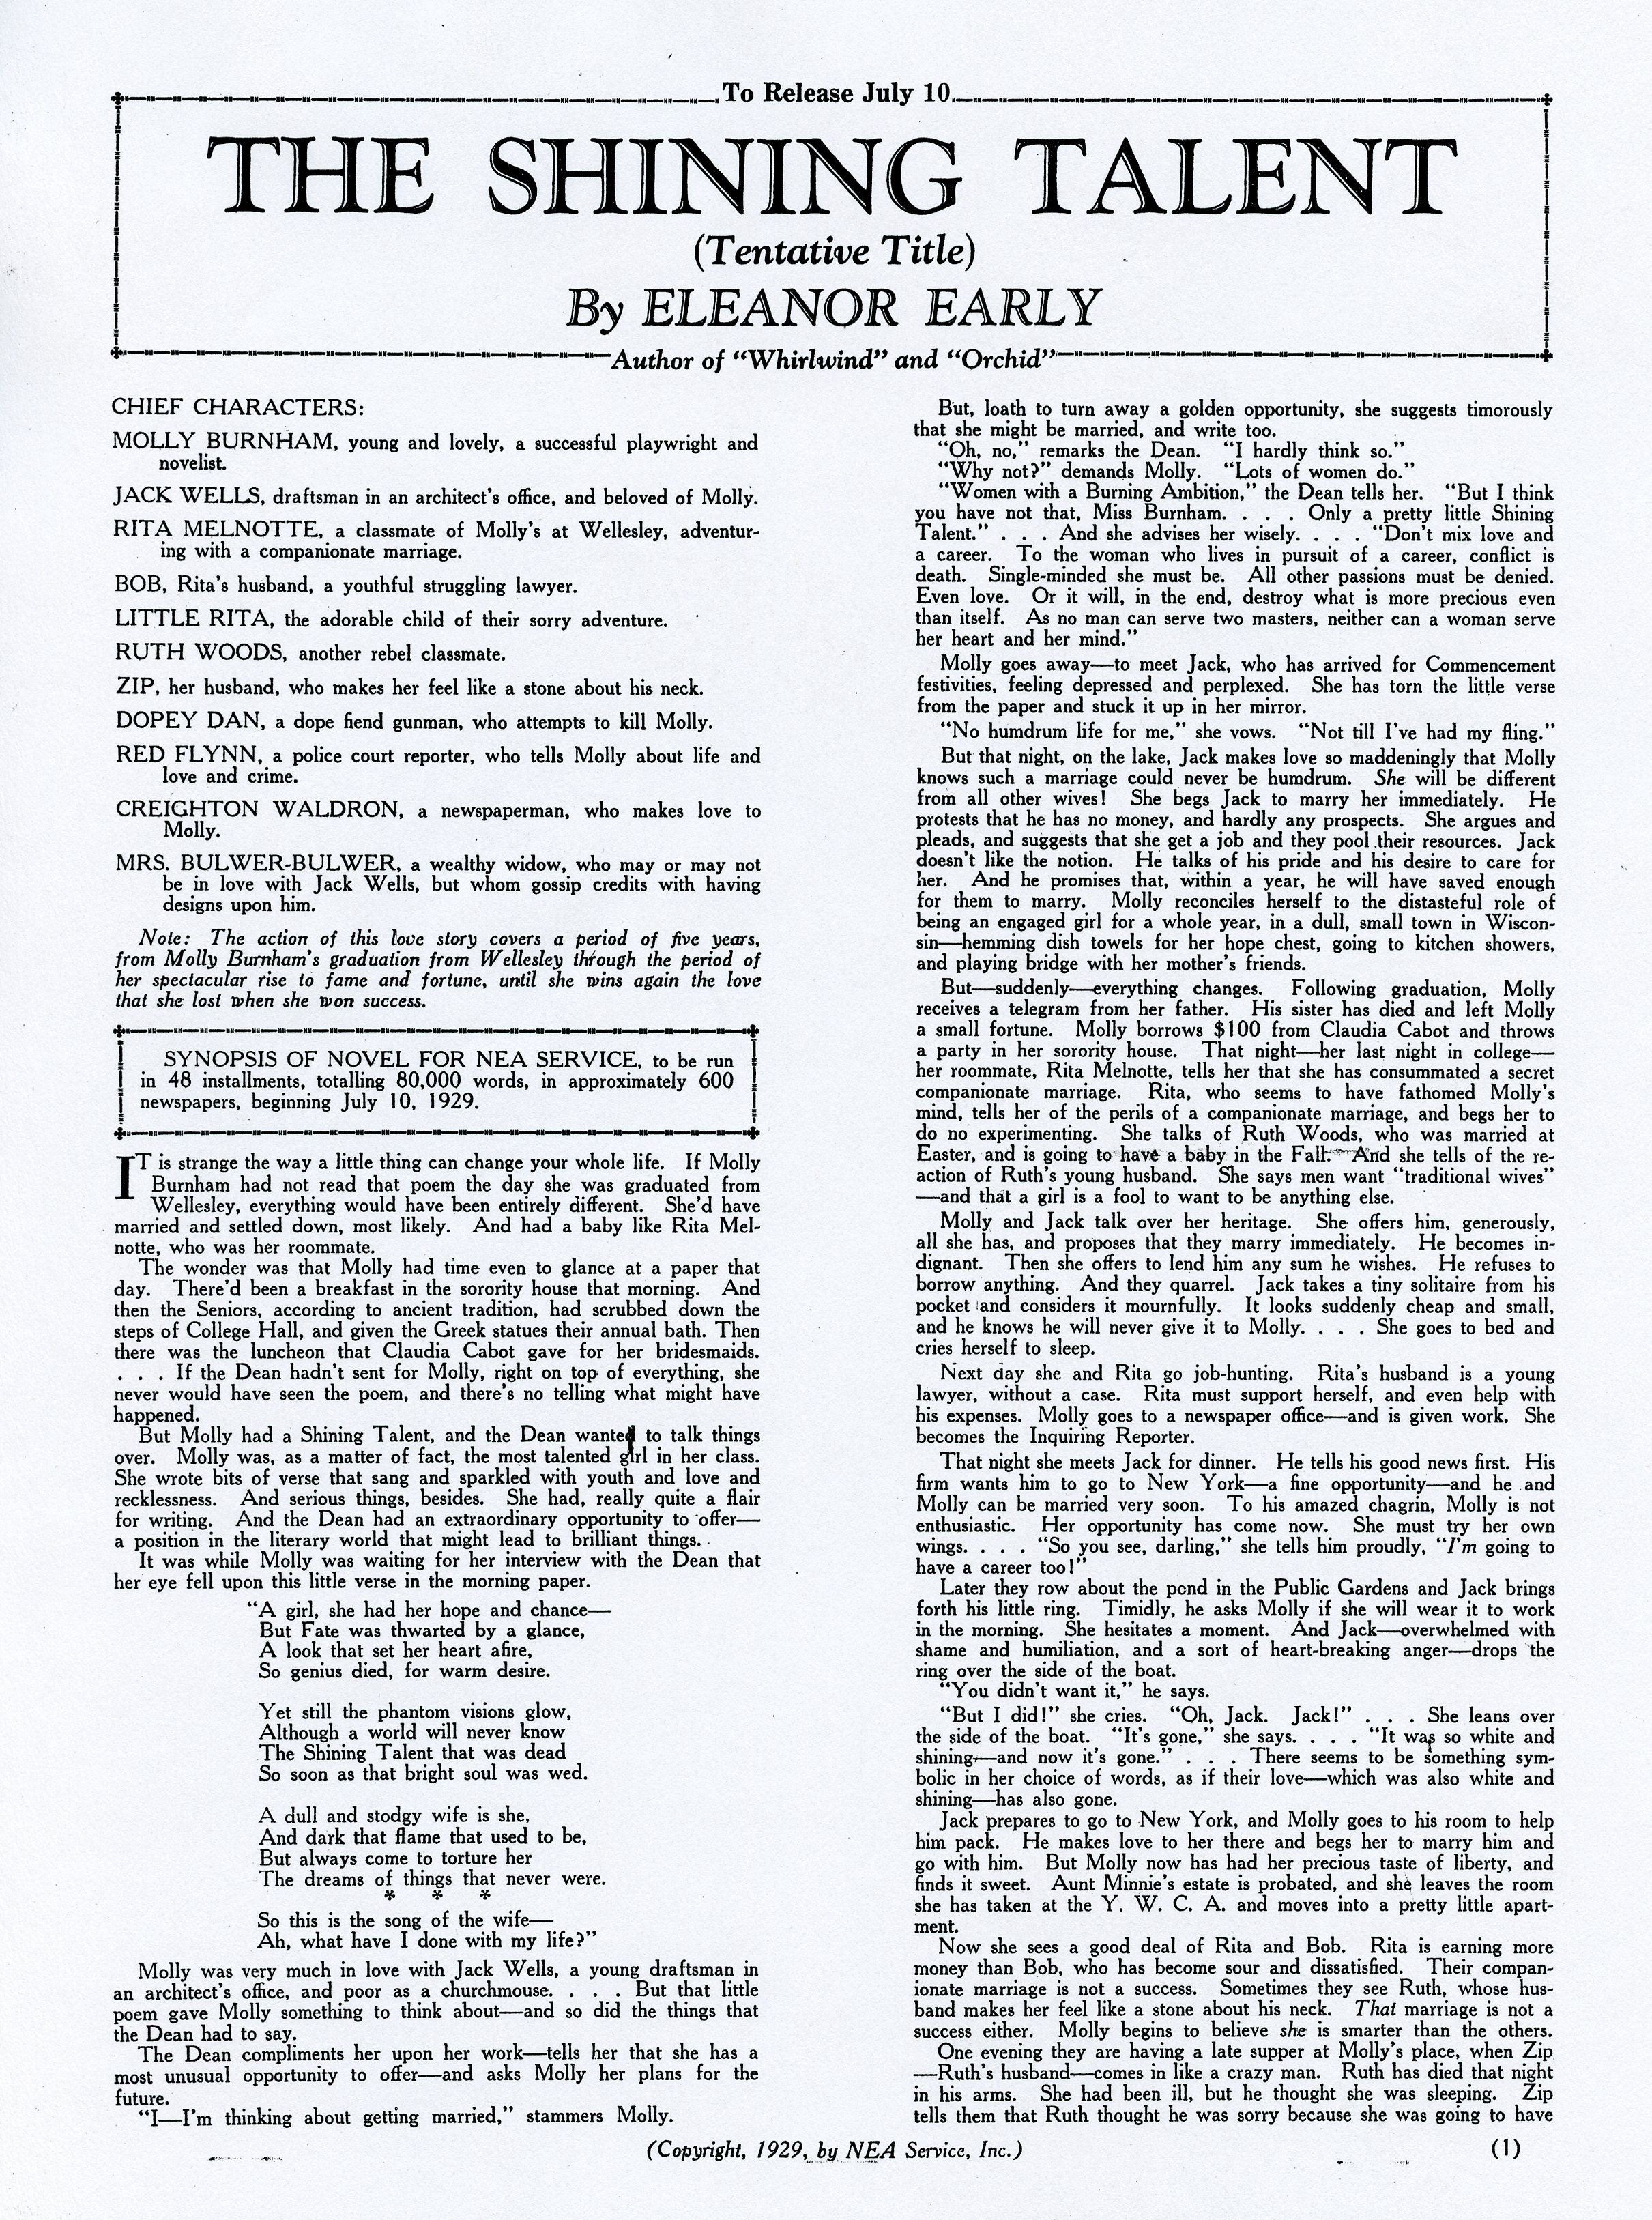 To Release July 10
THE SHINING TALENT
(Tentative Title)
By ELEANOR EARLY
Author of “Whirlwind” and “Orchid”
CHIEF CHARACTERS:
MOLLY BURNHAM, young and lovely, a successful playwright and
novelist.
JACK WELLS, draftsman in an architect's office, and beloved of Molly.
RITA MELNOTTE, a classmate of Molly's at Wellesley, adventur-
ing with a companionate marriage.
BOB, Rita's husband, a youthful struggling lawyer.
LITTLE RITA, the adorable child of their sorry adventure.
RUTH WOODS, another rebel classmate.
ZIP, her husband, who makes her feel like a stone about his neck.
DOPEY DAN, a dope fiend gunman, who attempts to kill Molly.
RED FLYNN, a police court reporter, who tells Molly about life and
love and crime.
CREIGHTON WALDRON, a newspaperman, who makes love to
Molly.
MRS. BULWER-BULWER, a wealthy widow, who may or may not
be in love with Jack Wells, but whom gossip credits with having
designs upon him.
Note: The action of this love story covers a period of five years,
from Molly Burnham's graduation from Wellesley through the period of
her spectacular rise to fame and fortune, until she wins again the love
that she lost when she won success.
SYNOPSIS OF NOVEL FOR NEA SERVICE, to be run
in 48 installments, totalling 80,000 words, in approximately 600
newspapers, beginning July 10, 1929.
IT is strange the way a little thing can change your whole life. If Molly
Burnham had not read that poem the day she was graduated from
Wellesley, everything would have been entirely different. She'd have
married and settled down, most likely. And had a baby like Rita Mel-
notte, who was her roommate.
The wonder was that Molly had time even to glance at a paper that
day. There'd been a breakfast in the sorority house that morning. And
then the Seniors, according to ancient tradition, had scrubbed down the
steps of College Hall, and given the Greek statues their annual bath. Then
there was the luncheon that Claudia Cabot gave for her bridesmaids.
. . . If the Dean hadn't sent for Molly, right on top of everything, she
never would have seen the poem, and there's no telling what might have
happened.
But Molly had a Shining Talent, and the Dean wanted to talk things
over. Molly was, as a matter of fact, the most talented girl in her class.
She wrote bits of verse that sang and sparkled with youth and love and
recklessness. And serious things, besides. She had, really quite a flair
for writing. And the Dean had an extraordinary opportunity to offer—
a position in the literary world that might lead to brilliant things.
It was while Molly was waiting for her interview with the Dean that
her eye fell upon this little verse in the morning paper.
“A girl, she had her hope and chance—
But Fate was thwarted by a glance,
A look that set her heart afire,
So genius died, for warm desire.
Yet still the phantom visions glow,
Although a world will never know
The Shining Talent that was dead
So soon as that bright soul was wed.
A dull and stodgy wife is she,
And dark that flame that used to be,
But always come to torture her
The dreams of things that never were.
* * *
So this is the song of the wife—
Ah, what have I done with my life?”
Molly was very much in love with Jack Wells, a young draftsman in
an architect's office, and poor as a churchmouse. . . . But that little
poem gave Molly something to think about—and so did the things that
the Dean had to say.
The Dean compliments her upon her work—tells her that she has a
most unusual opportunity to offer—and asks Molly her plans for the
future.
“I—I'm thinking about getting married,” stammers Molly.
But, loath to turn away a golden opportunity, she suggests timorously
that she might be married, and write too.
“Oh, no,” remarks the Dean. “I hardly think so.”
“Why not?” demands Molly. “Lots of women do.”
“Women with a Burning Ambition,” the Dean tells her. “But I think
you have not that, Miss Burnham. . . . Only a pretty little Shining
Talent.” . . . And she advises her wisely. . . . “Don't mix love and
a career. To the woman who lives in pursuit of a career, conflict is
death. Single-minded she must be. All other passions must be denied.
Even love. Or it will, in the end, destroy what is more precious even
than itself. As no man can serve two masters, neither can a woman serve
her heart and her mind.”
Molly goes away—to meet Jack, who has arrived for Commencement
festivities, feeling depressed and perplexed. She has torn the little verse
from the paper and stuck it up in her mirror.
“No humdrum life for me,” she vows. “Not till I've had my fling.”
But that night, on the lake, Jack makes love so maddeningly that Molly
knows such a marriage could never be humdrum. She will be different
from all other wives! She begs Jack to marry her immediately. He
protests that he has no money, and hardly any prospects. She argues and
pleads, and suggests that she get a job and they pool their resources. Jack
doesn't like the notion. He talks of his pride and his desire to care for
her. And he promises that, within a year, he will have saved enough
for them to marry. Molly reconciles herself to the distasteful role of
being an engaged girl for a whole year, in a dull, small town in Wiscon-
sin—hemming dish towels for her hope chest, going to kitchen showers,
and playing bridge with her mother's friends.
But—suddenly—everything changes. Following graduation, Molly
receives a telegram from her father. His sister has died and left Molly
a small fortune. Molly borrows $100 from Claudia Cabot and throws
a party in her sorority house. That night—her last night in college—
her roommate, Rita Melnotte, tells her that she has consummated a secret
companionate marriage. Rita, who seems to have fathomed Molly's
mind, tells her of the perils of a companionate marriage, and begs her to
do no experimenting. She talks of Ruth Woods, who was married at
Easter, and is going to have a baby in the Fall. And she tells of the re-
action of Ruth's young husband. She says men want “traditional wives”
—and that a girl is a fool to want to be anything else.
Molly and Jack talk over her heritage. She offers him, generously,
all she has, and proposes that they marry immediately. He becomes in-
dignant. Then she offers to lend him any sum he wishes. He refuses to
borrow anything. And they quarrel. Jack takes a tiny solitaire from his
pocket and considers it mournfully. It looks suddenly cheap and small,
and he knows he will never give it to Molly. . . . She goes to bed and
cries herself to sleep.
Next day she and Rita go job-hunting. Rita's husband is a young
lawyer, without a case. Rita must support herself, and even help with
his expenses. Molly goes to a newspaper office—and is given work. She
becomes the Inquiring Reporter.
That night she meets Jack for dinner. He tells his good news first. His
firm wants him to go to New York—a fine opportunity—and he and
Molly can be married very soon. To his amazed chagrin, Molly is not
enthusiastic. Her opportunity has come now. She must try her own
wings. . . . “So you see, darling,” she tells him proudly, “I'm going to
have a career too!”
Later they row about the pond in the Public Gardens and Jack brings
forth his little ring. Timidly, he asks Molly if she will wear it to work
in the morning. She hesitates a moment. And Jack—overwhelmed with
shame and humiliation, and a sort of heart-breaking anger—drops the
ring over the side of the boat.
“You didn't want it,” he says.
“But I did!” she cries. “Oh, Jack. Jack!” . . . She leans over
the side of the boat. “It's gone,” she says. . . . “It was so white and
shining—and now it's gone.” . . . There seems to be something sym-
bolic in her choice of words, as if their love—which was also white and
shining—has also gone.
Jack prepares to go to New York, and Molly goes to his room to help
him pack. He makes love to her there and begs her to marry him and
go with him. But Molly now has had her precious taste of liberty, and
finds it sweet. Aunt Minnie's estate is probated, and she leaves the room
she has taken at the Y. W. C. A. and moves into a pretty little apart-
ment.
Now she sees a good deal of Rita and Bob. Rita is earning more
money than Bob, who has become sour and dissatisfied. Their compan-
ionate marriage is not a success. Sometimes they see Ruth, whose hus-
band makes her feel like a stone about his neck. That marriage is not a
success either. Molly begins to believe she is smarter than the others.
One evening they are having a late supper at Molly's place, when Zip
—Ruth's husband—comes in like a crazy man. Ruth has died that night
in his arms. She had been ill, but he thought she was sleeping. Zip
tells them that Ruth thought he was sorry because she was going to have
(Copyright, 1929, by NEA Service, Inc.)
(1)